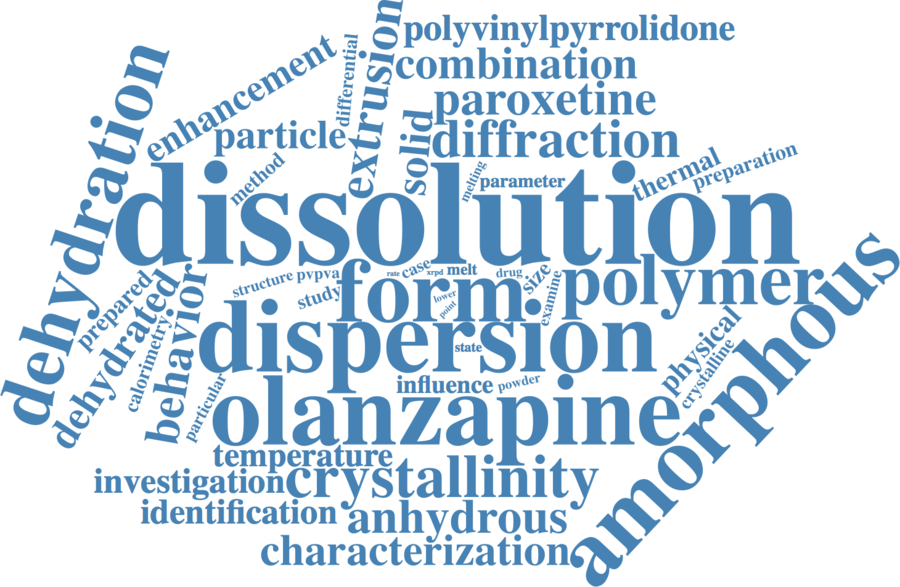 polyvinylpyrrolidone
combination
enhancement
differential
extrusion
paroxetine
particle
solid
diffraction
dehydration
method
melting
parameter
thermal
preparation
dissolution
structure
pvpva
rate
case
xrpd
melt
drug
size
polymer
prepared
study
form
lower
point
examine
amorphous
dehydrated
calorimetry
behavior
dispersion
state
physical
crystalline
particular
influence
powder
olanzapine
temperature
investigation
crystallinity
identification
anhydrous
characterization